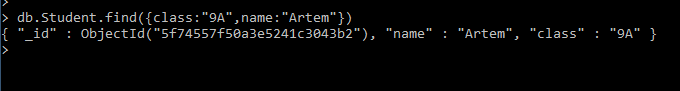 >
> db.Student.find({class:"9A",name:"Artem"})
{ "_id" : ObjectId("5f74557f50a3e5241c3043b2"), "name" : "Artem", "class" : "9A" }
>